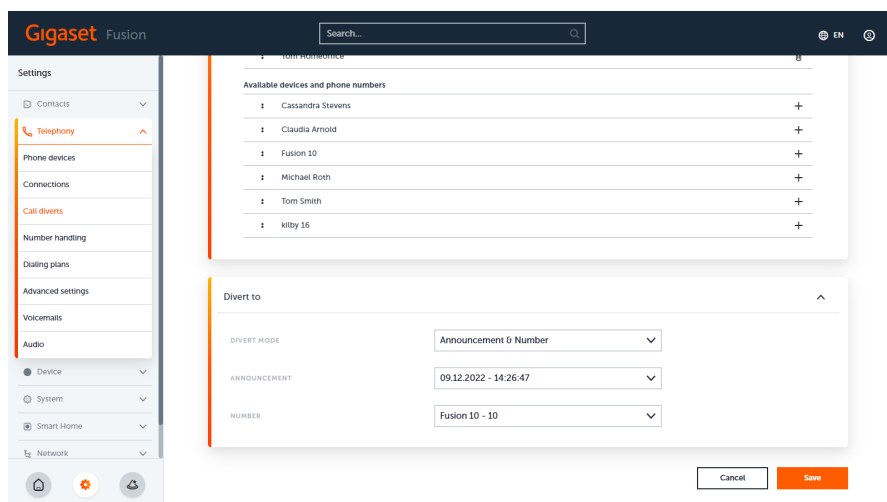 Gigaset Fusion
Search...
EN
Settings
Contacts
Telephony
Phone devices
Connections
Call diverts
Number handling
Dialing plans
Advanced settings
Voicemails
Audio
Device
System
Smart Home
Network
Tom Homeoffice
Available devices and phone numbers
Cassandra Stevens
Claudia Arnold
Fusion 10
Michael Roth
Tom Smith
kilby 16
Divert to
DIVERT MODE
Announcement & Number
ANNOUNCEMENT
09.12.2022 - 14:26:47
NUMBER
Fusion 10 - 10
Cancel
Save